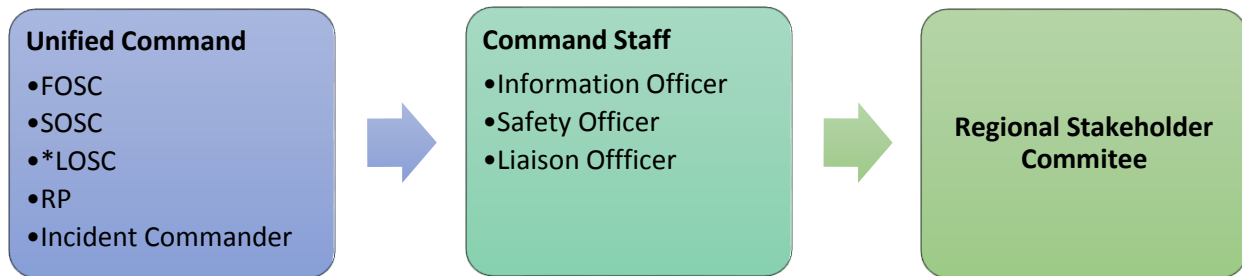 Unified Command
•FOSC
•SOSC
•*LOSC
•RP
•Incident Commander
Command Staff
•Information Officer
•Safety Officer
•Liaison Offficer
Regional Stakeholder
Commitee